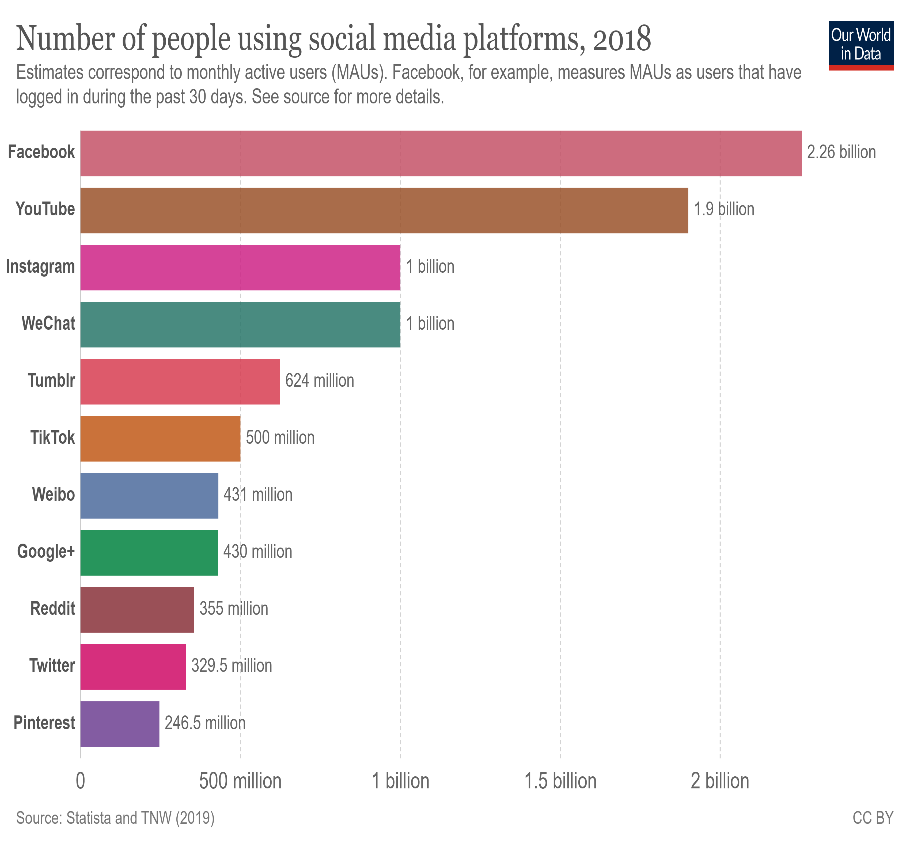 Number of people using social media platforms, 2018
Our World
in Data
Estimates correspond to monthly active users (MAUs). Facebook, for example, measures MAUs as users that have
logged in during the past 30 days. See source for more details.
Facebook 2.26 billion
YouTube 1.9 billion
Instagram 1 billion
WeChat 1 billion
Tumblr 624 million
TikTok 500 million
Weibo 431 million
Google+ 430 million
Reddit 355 million
Twitter 329.5 million
Pinterest 246.5 million
0 500 million 1 billion 1.5 billion 2 billion
Source: Statista and TNW (2019) CC BY